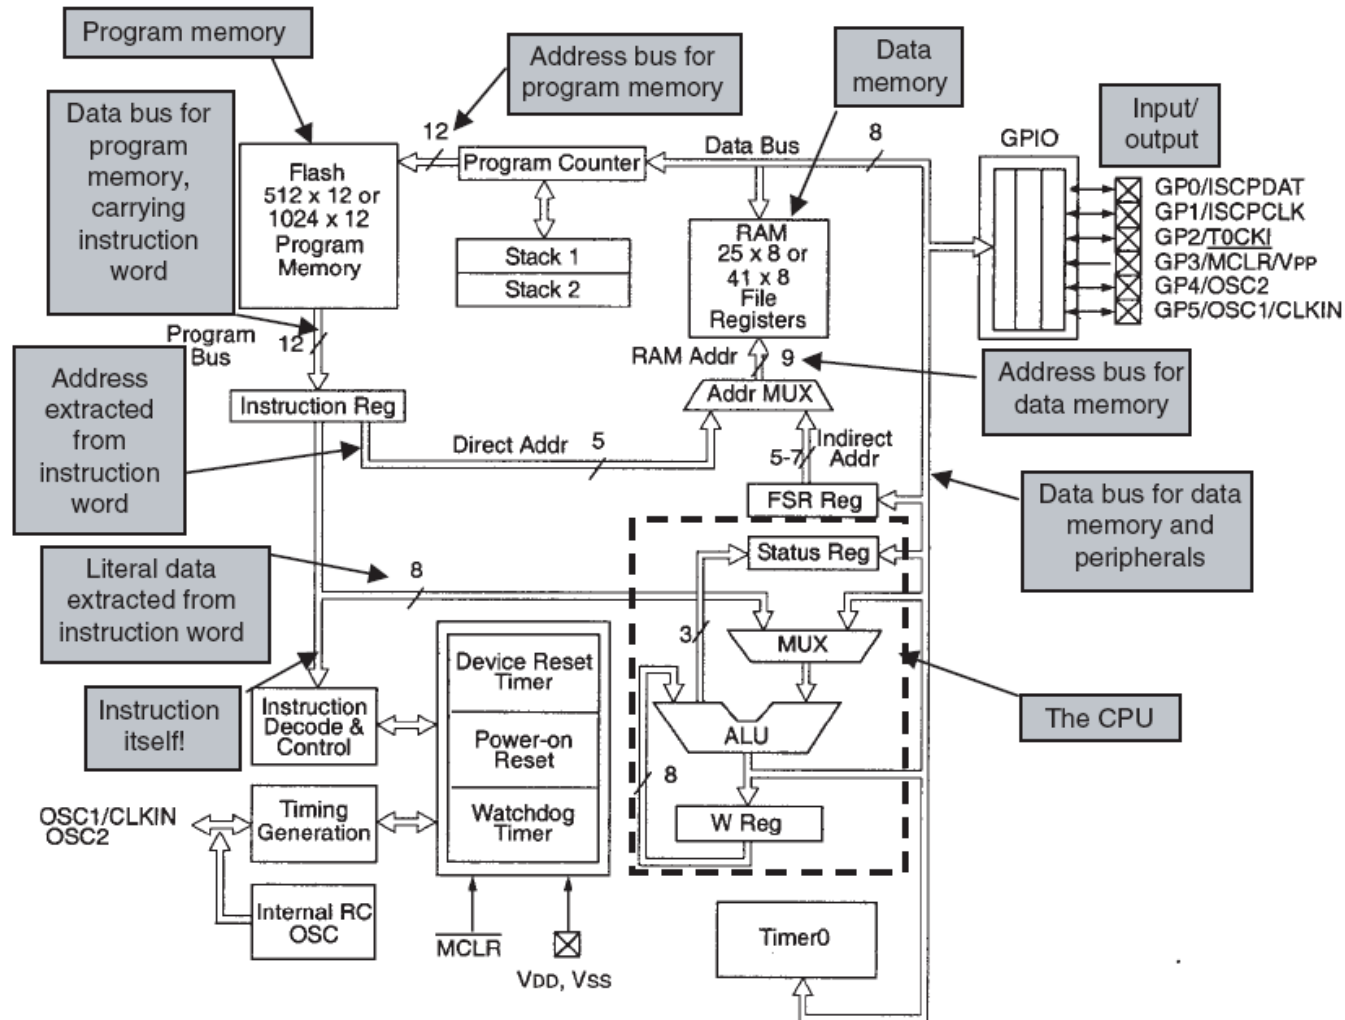 Program memory
Address bus for
program memory
Data
memory
Input/
output
Data bus for
program
memory,
carrying
instruction
word
12
Program Counter
Data Bus
8
GPIO
Flash
512 x 12 or
1024 x 12
Program
Memory
Stack 1
Stack 2
RAM
25 x 8 or
41 x 8
File
Registers
GP0/ISCPDAT
GP1/ISCPCLK
GP2/T0CKI
GP3/MCLR/VPP
GP4/OSC2
GP5/OSC1/CLKIN
Program
Bus
12
RAM Addr
9
Address bus for
data memory
Address
extracted
from
instruction
word
Instruction Reg
Addr MUX
Direct Addr
5
Indirect
Addr
5-7
FSR Reg
Data bus for data
memory and
peripherals
Status Reg
Literal data
extracted from
instruction word
8
3
MUX
Device Reset
Timer
Instruction
itself!
Instruction
Decode &
Control
Power-on
Reset
ALU
The CPU
8
OSC1/CLKIN
OSC2
Timing
Generation
Watchdog
Timer
W Reg
Internal RC
OSC
MCLR
VDD, VSS
Timer0